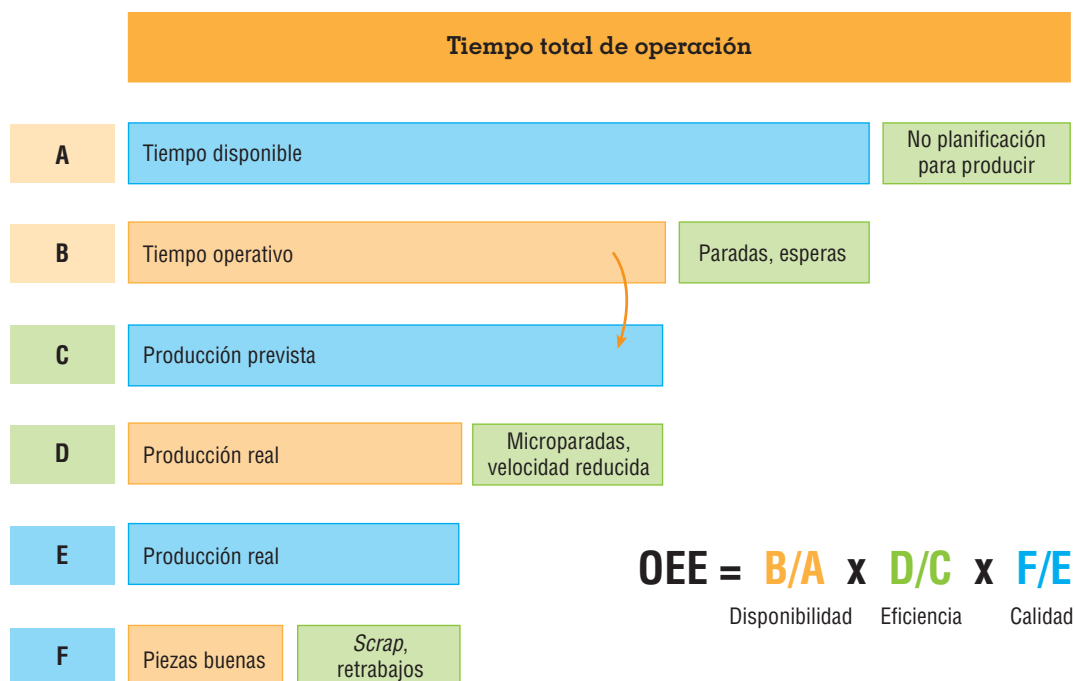 Tiempo total de operación
A
Tiempo disponible
No planificación
para producir
B
Tiempo operativo
Paradas, esperas
C
Producción prevista
D
Producción real
Microparadas,
velocidad reducida
E
Producción real
OEE = B/A x D/C x F/E
Disponibilidad Eficiencia Calidad
F
Piezas buenas
Scrap,
retrabajos